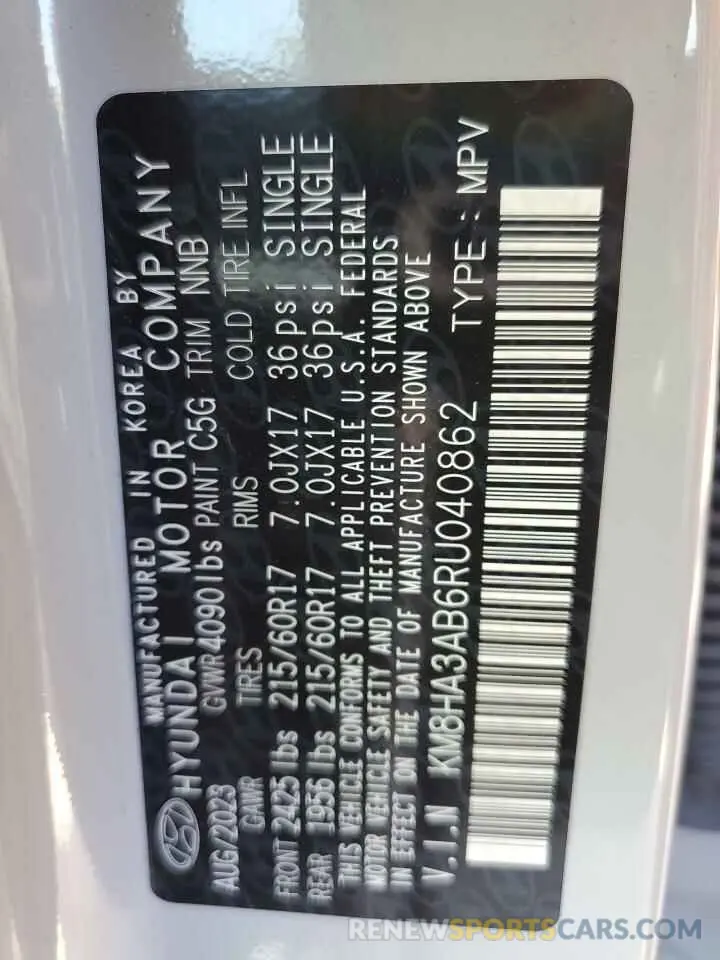 MANUFACTURED IN KOREA BY
HYUNDAI MOTOR COMPANY
AUG/2023 GVWR 4090 lbs PAINT C5G TRIM NNB
GAWR TIRES RIMS COLD TIRE INFL
FRONT 2425 lbs 215/60R17 7.0JX17 36psi SINGLE
REAR 1956 lbs 215/60R17 7.0JX17 36psi SINGLE
THIS VEHICLE CONFORMS TO ALL APPLICABLE U.S.A. FEDERAL
MOTOR VEHICLE SAFETY AND THEFT PREVENTION STANDARDS
IN EFFECT ON THE DATE OF MANUFACTURE SHOWN ABOVE
V.I.N KM8HA3AB6RU040862 TYPE : MPV
RENEWSPORTSCARS.COM